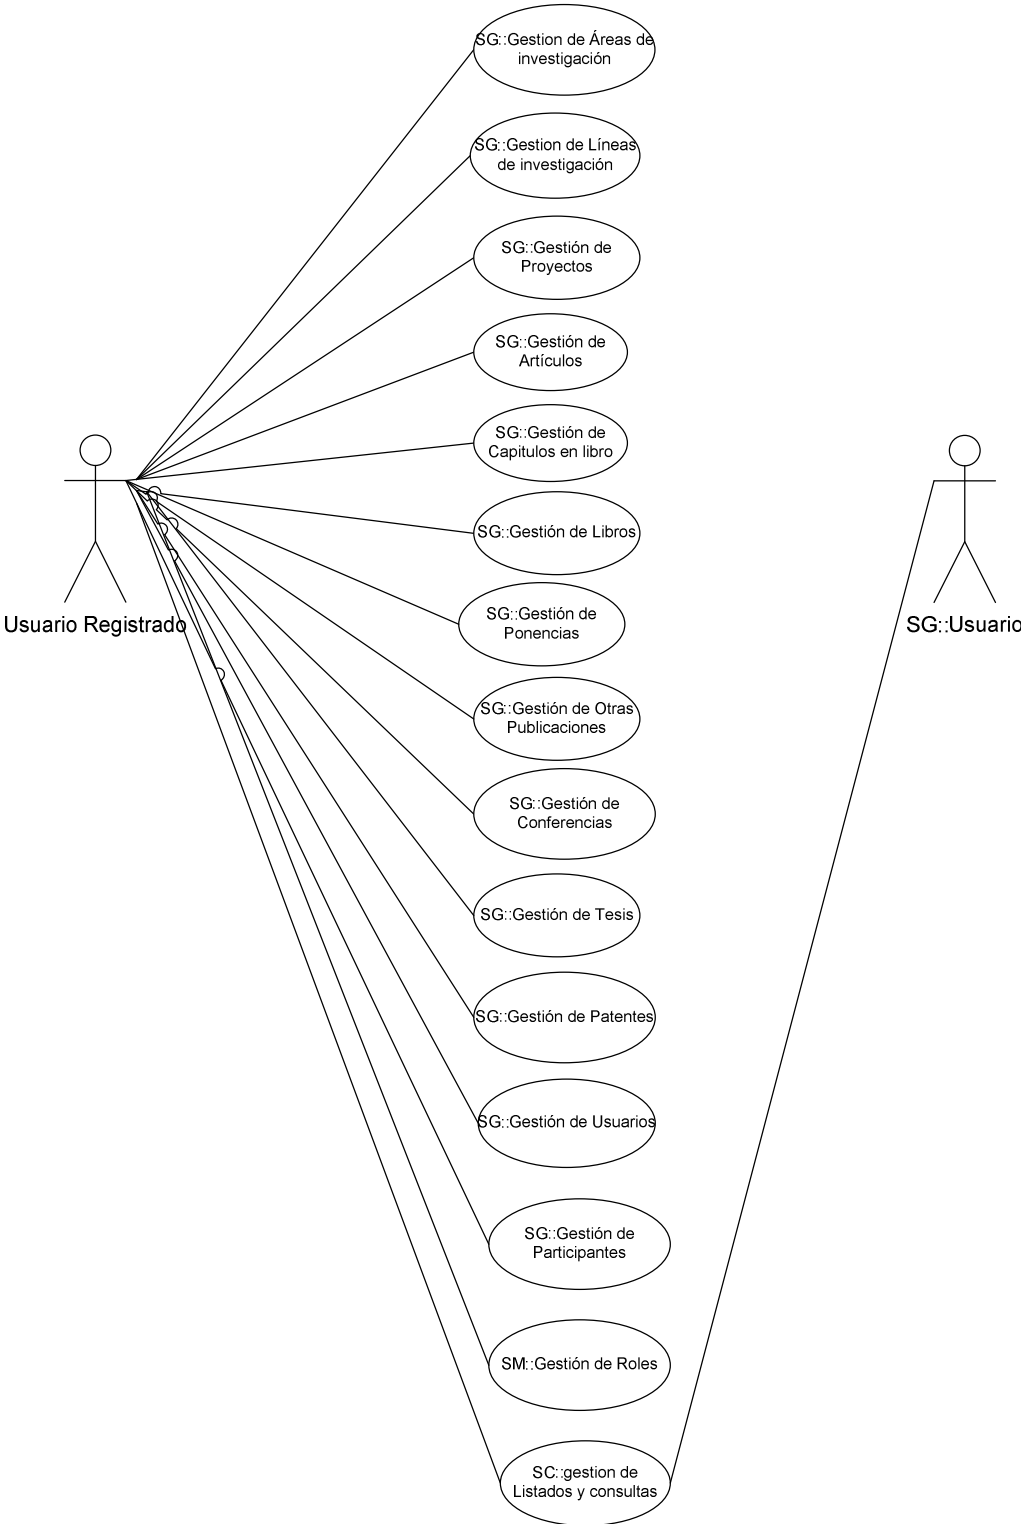 SG::Gestion de Áreas de
investigación
SG::Gestion de Líneas
de investigación
SG::Gestión de
Proyectos
SG::Gestión de
Artículos
SG::Gestión de
Capitulos en libro
SG::Gestión de Libros
SG::Gestión de
Ponencias
Usuario Registrado
SG::Usuario
SG::Gestión de Otras
Publicaciones
SG::Gestión de
Conferencias
SG::Gestión de Tesis
SG::Gestión de Patentes
SG::Gestión de Usuarios
SG::Gestión de
Participantes
SM::Gestión de Roles
SC::gestion de
Listados y consultas